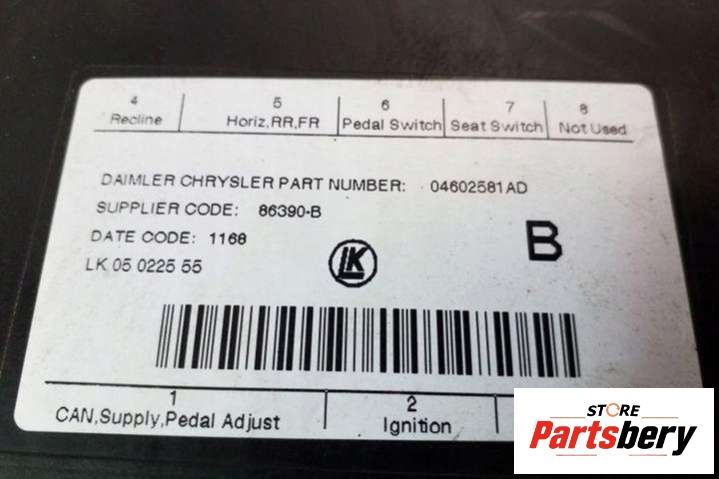 4 5 6 7 8
Recline Horiz,RR,FR Pedal Switch Seat Switch Not Used
DAIMLER CHRYSLER PART NUMBER: 04602581AD
SUPPLIER CODE: 86390-B
DATE CODE: 1168
B
LK 05 0225 55
LK
1 2
CAN,Supply,Pedal Adjust Ignition
STORE
Partsbery